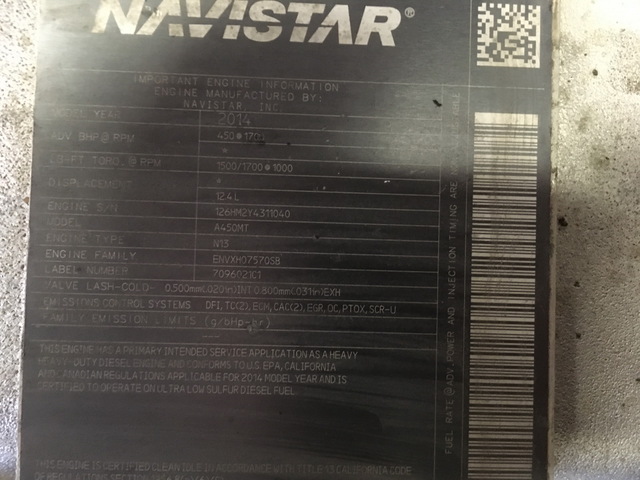 NAVISTAR®
IMPORTANT ENGINE INFORMATION
ENGINE MANUFACTURED BY:
NAVISTAR, INC.
MODEL YEAR 2014
ADV. BHP@RPM 450@1700
*
LB-FT TORQ.@RPM 1500/1700@1000
DISPLACEMENT *
12.4L
ENGINE S/N 126HM2Y4311040
MODEL A450MT
ENGINE TYPE N13
ENGINE FAMILY ENVXH07570SB
LABEL NUMBER 7096021C1
VALVE LASH-COLD- 0.500mm(.020in)INT 0.800mm(.031in)EXH
EMISSIONS CONTROL SYSTEMS DFI,TC(2),ECM,CAC(2),EGR,OC,PTOX,SCR-U
FAMILY EMISSION LIMITS (g/bHp-hr)
THIS ENGINE HAS A PRIMARY INTENDED SERVICE APPLICATION AS A HEAVY
HEAVY-DUTY DIESEL ENGINE AND CONFORMS TO U.S. EPA, CALIFORNIA
AND CANADIAN REGULATIONS APPLICABLE FOR 2014 MODEL YEAR AND IS
CERTIFIED TO OPERATE ON ULTRA LOW SULFUR DIESEL FUEL
THIS ENGINE IS CERTIFIED CLEAN IDLE IN ACCORDANCE WITH TITLE 13 CALIFORNIA CODE
OF REGULATIONS SECTION
FUEL RATE @ ADV. POWER AND INJECTION TIMING ARE